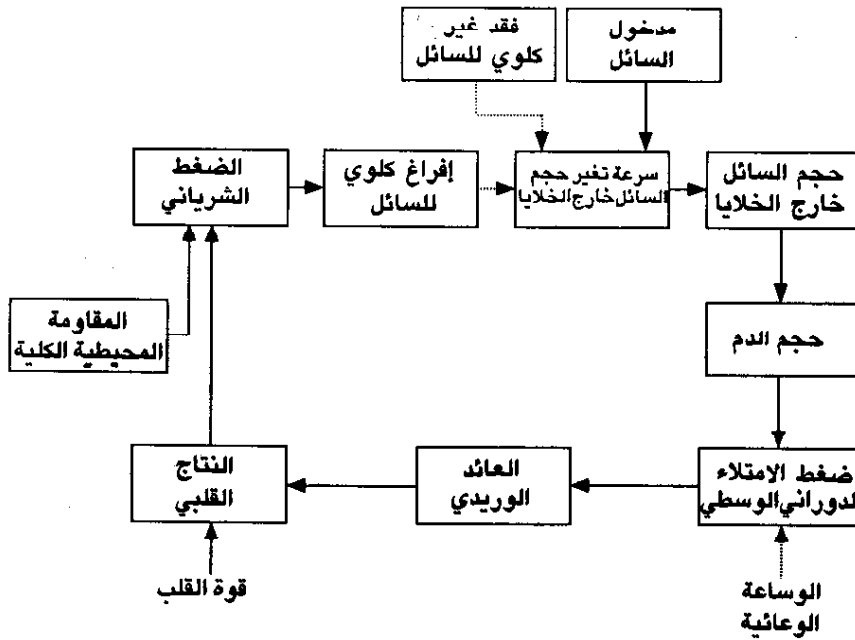 مدخول
السائل
فقد غير
كلوي للسائل
حجم السائل
خارج الخلايا
سرعة تغير حجم
السائل خارج الخلايا
إفراغ كلوي
للسائل
الضغط
الشرياني
المقاومة
المحيطية الكلية
حجم الدم
ضغط الامتلاء
الدوراني الوسطي
العائد
الوريدي
النتاج
القلبي
قوة القلب
الوساعة
الوعائية